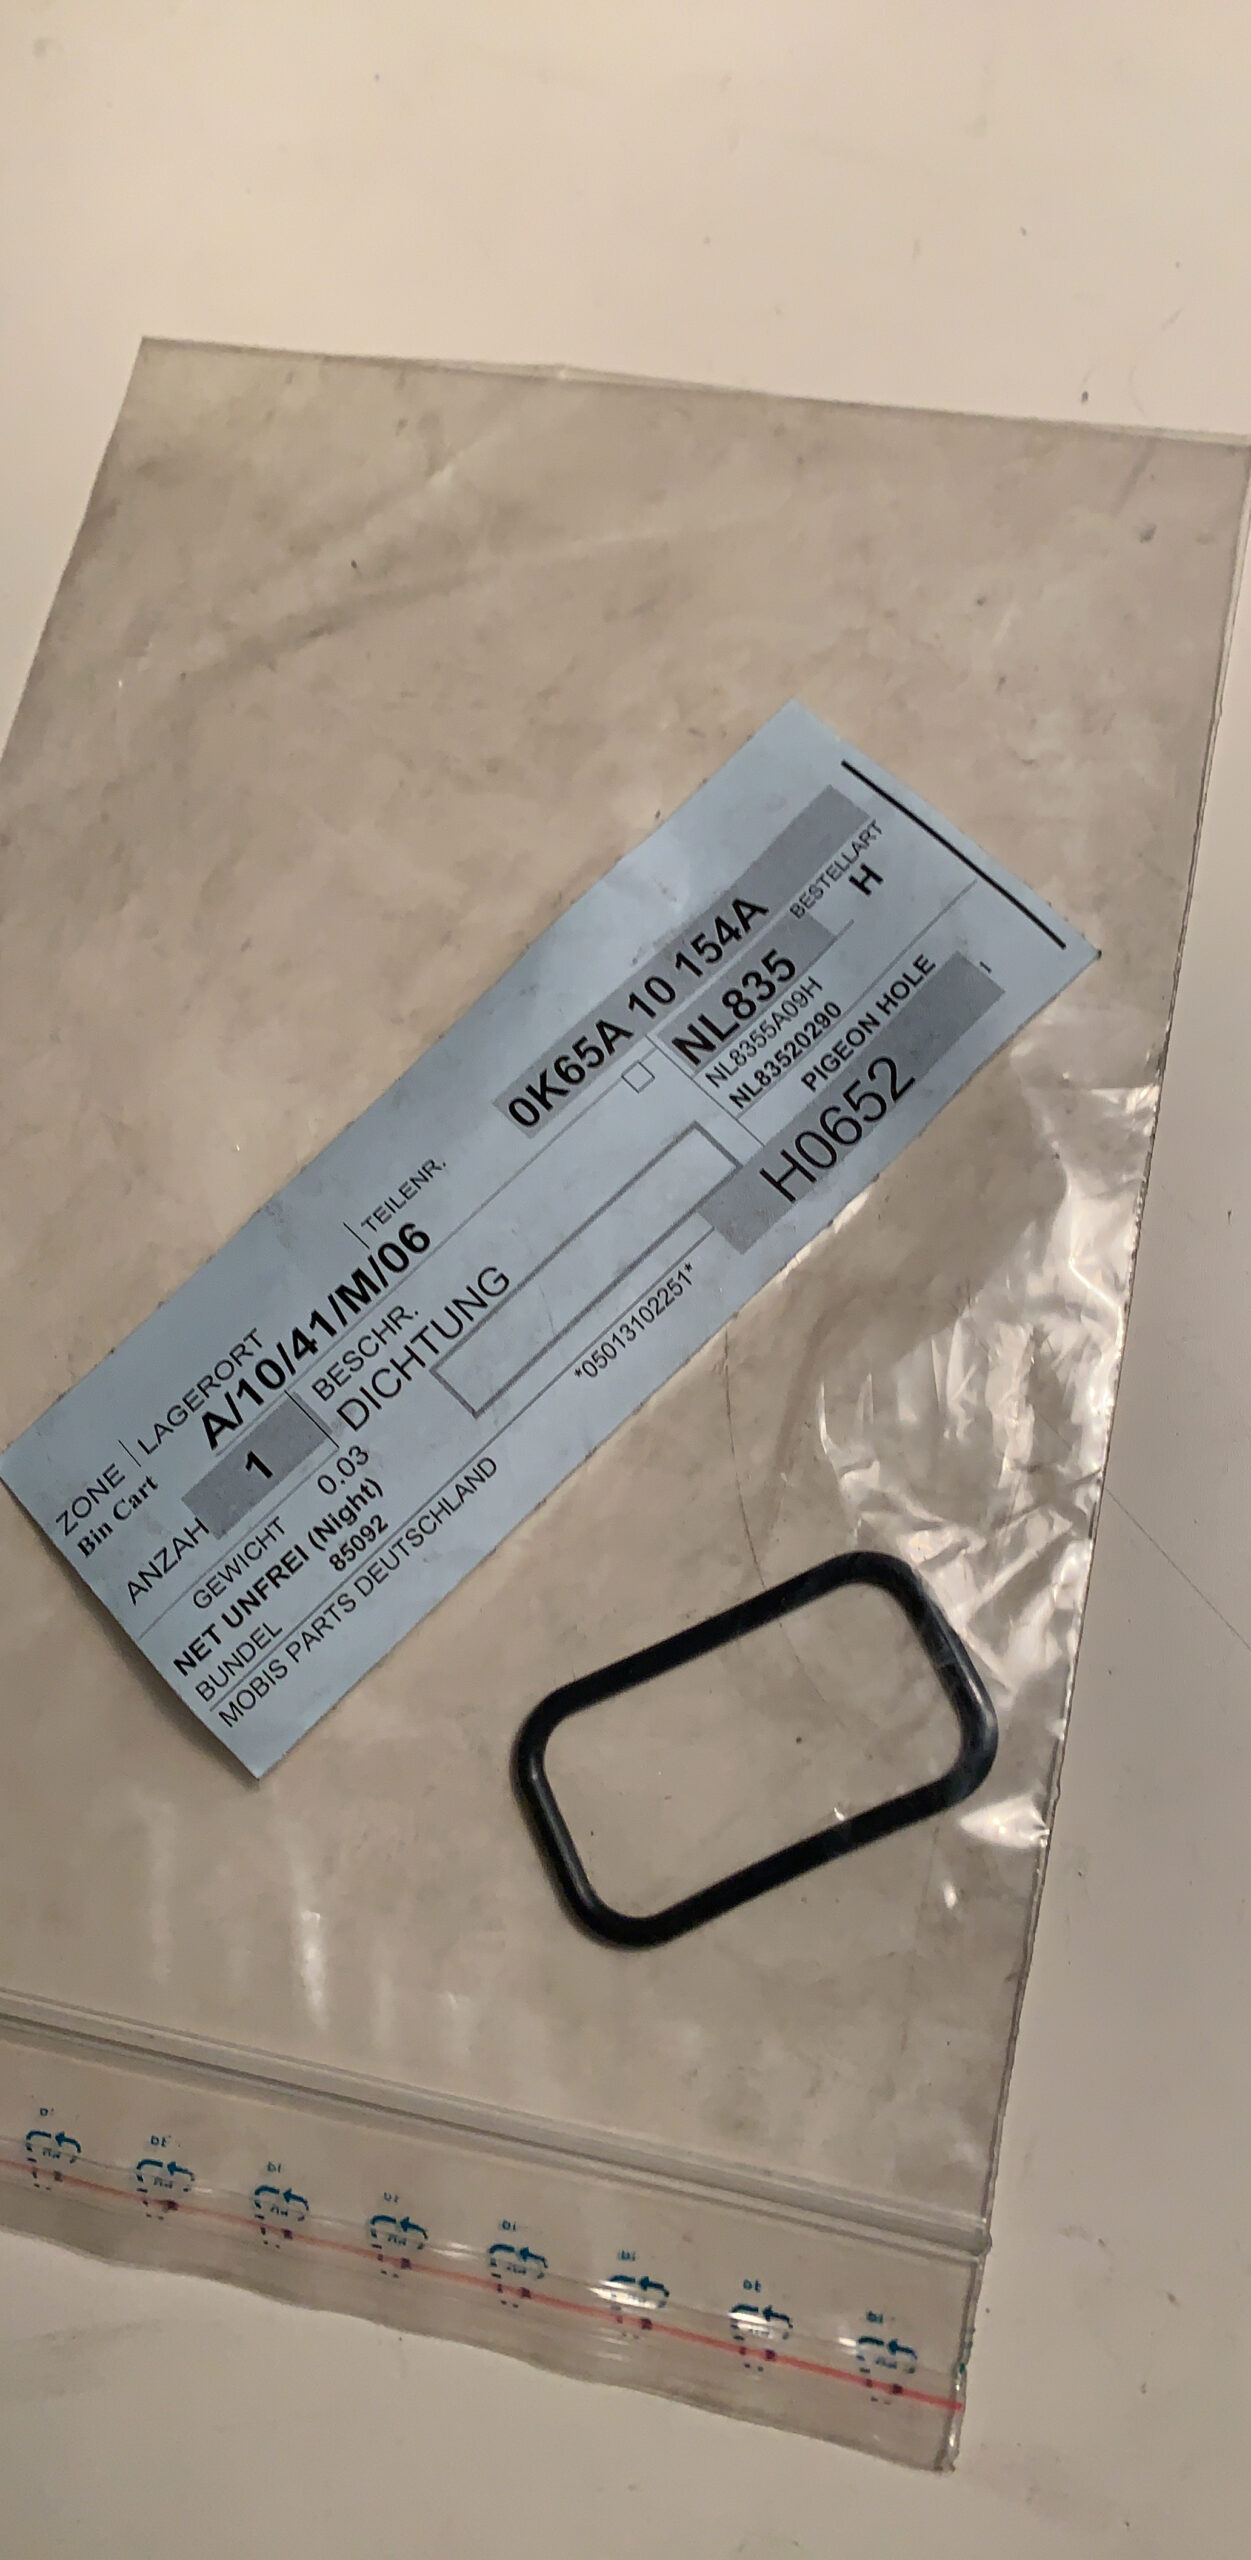 ZONE LAGERORT TEILENR.
Bin Cart A/10/41/M/06 0K65A 10 154A
ANZAH 1 BESCHR. NL835 BESTELLART
DICHTUNG NL8355A09H H
GEWICHT 0.03 NL83520290
NET UNFREI (Night) PIGEON HOLE
BUNDEL 85092 H0652
MOBIS PARTS DEUTSCHLAND *05013102251*